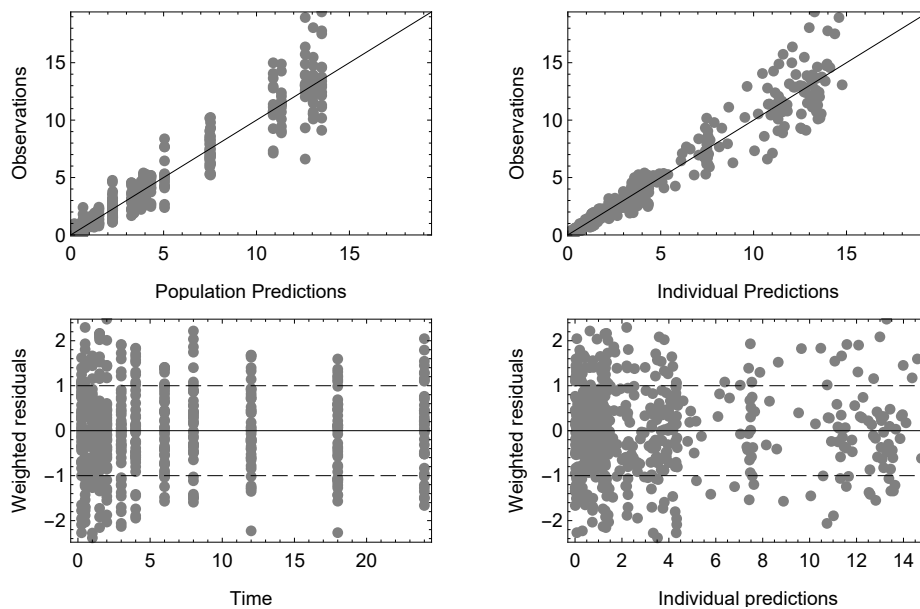 15
10
5
0
Observations
0 5 10 15
Population Predictions
15
10
5
0
Observations
0 5 10 15
Individual Predictions
2
1
0
−1
−2
Weighted residuals
0 5 10 15 20
Time
2
1
0
−1
−2
Weighted residuals
0 2 4 6 8 10 12 14
Individual predictions